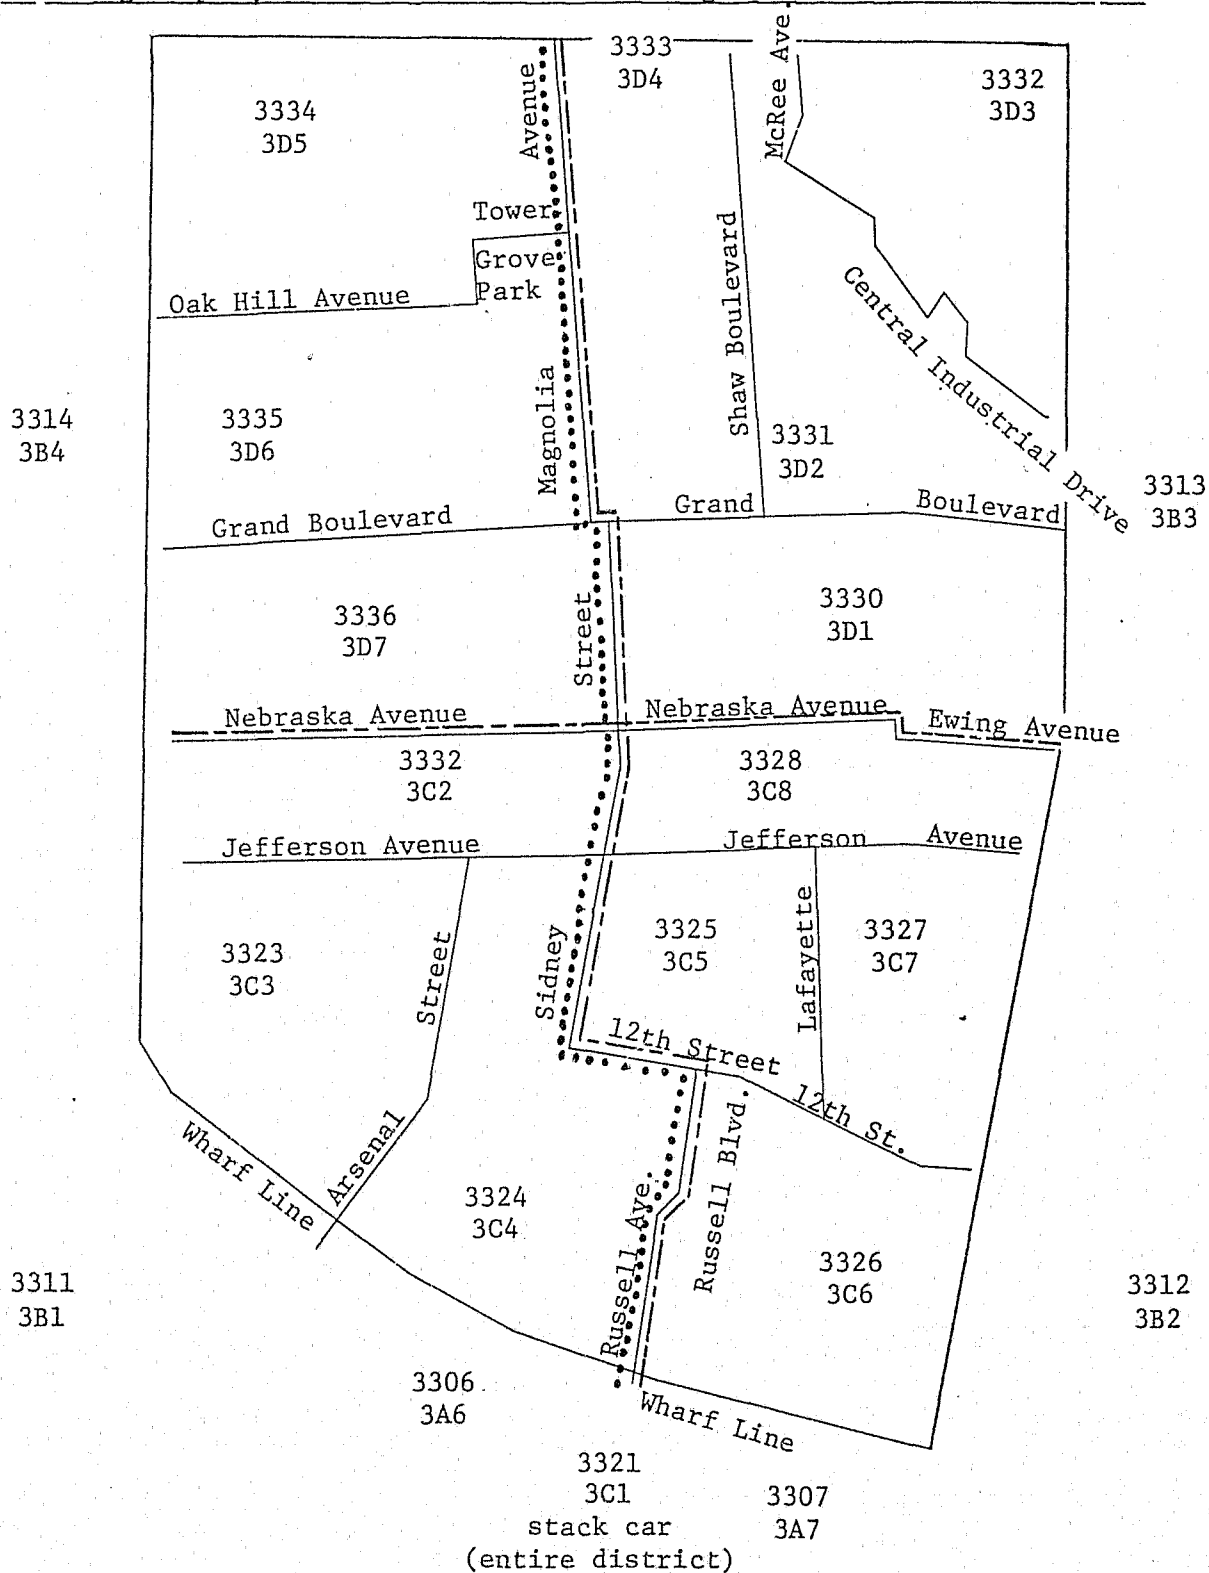 3333
3D4
McRee Ave.
3332
3D3
3334
3D5
Avenue
Tower
Grove
Park
Oak Hill Avenue
Shaw Boulevard
Central Industrial Drive
Magnolia
3314
3B4
3335
3D6
3331
3D2
3313
3B3
Grand Boulevard
Grand
Boulevard
3336
3D7
Street
3330
3D1
Nebraska Avenue
Nebraska Avenue
Ewing Avenue
3332
3C2
3328
3C8
Jefferson Avenue
Jefferson
Avenue
3323
3C3
Street
Sidney
3325
3C5
Lafayette
3327
3C7
12th Street
12th St.
Wharf Line
Arsenal
3324
3C4
Russell Ave.
Russell Blvd.
3326
3C6
3311
3B1
3312
3B2
3306
3A6
Wharf Line
3321
3C1
stack car
(entire district)
3307
3A7